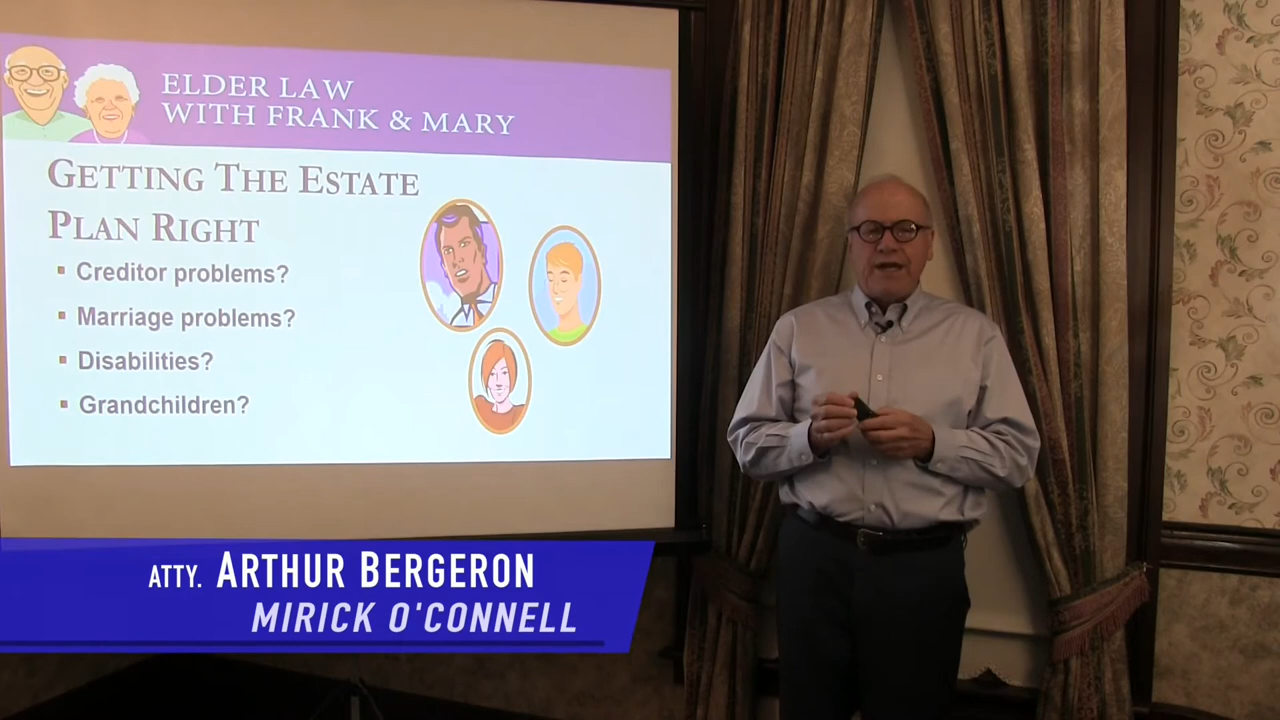 ELDER LAW
WITH FRANK & MARY
GETTING THE ESTATE
PLAN RIGHT
▪ Creditor problems?
▪ Marriage problems?
▪ Disabilities?
▪ Grandchildren?
ATTY. ARTHUR BERGERON
MIRICK O'CONNELL